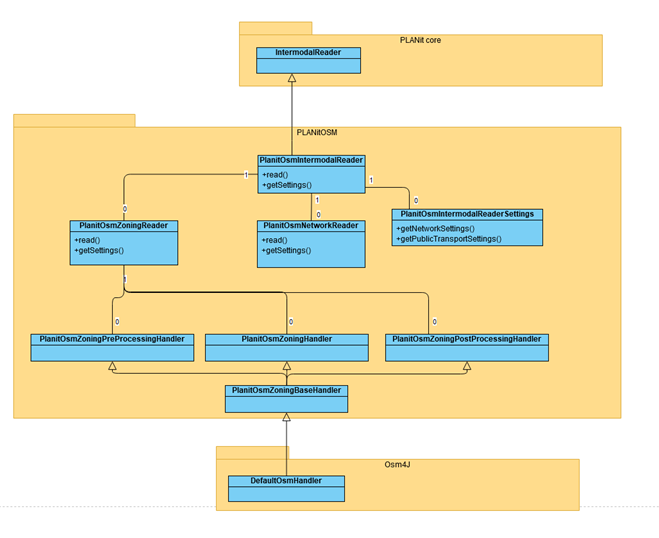 PLANit core
IntermodalReader
PLANitOSM
PlanitOsmIntermodalReader
+read()
+getSettings()
1
1
1
0
0
0
PlanitOsmZoningReader
+read()
+getSettings()
PlanitOsmNetworkReader
+read()
+getSettings()
PlanitOsmIntermodalReaderSettings
+getNetworkSettings()
+getPublicTransportSettings()
1
0
0
0
PlanitOsmZoningPreProcessingHandler
PlanitOsmZoningHandler
PlanitOsmZoningPostProcessingHandler
PlanitOsmZoningBaseHandler
Osm4J
DefaultOsmHandler